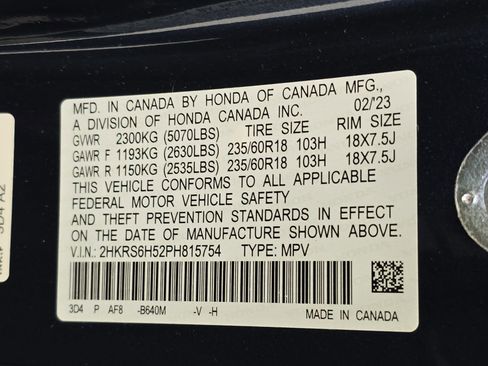 MFD. IN CANADA BY HONDA OF CANADA MFG.,
A DIVISION OF HONDA CANADA INC. 02/'23
GVWR 2300KG (5070LBS) TIRE SIZE RIM SIZE
GAWR F 1193KG (2630LBS) 235/60R18 103H 18X7.5J
GAWR R 1150KG (2535LBS) 235/60R18 103H 18X7.5J
THIS VEHICLE CONFORMS TO ALL APPLICABLE
FEDERAL MOTOR VEHICLE SAFETY
AND THEFT PREVENTION STANDARDS IN EFFECT
ON THE DATE OF MANUFACTURE SHOWN ABOVE.
V.I.N.: 2HKRS6H52PH815754 TYPE: MPV
3D4 P AF8 -B640M -V -H
MADE IN CANADA
3D4 A2